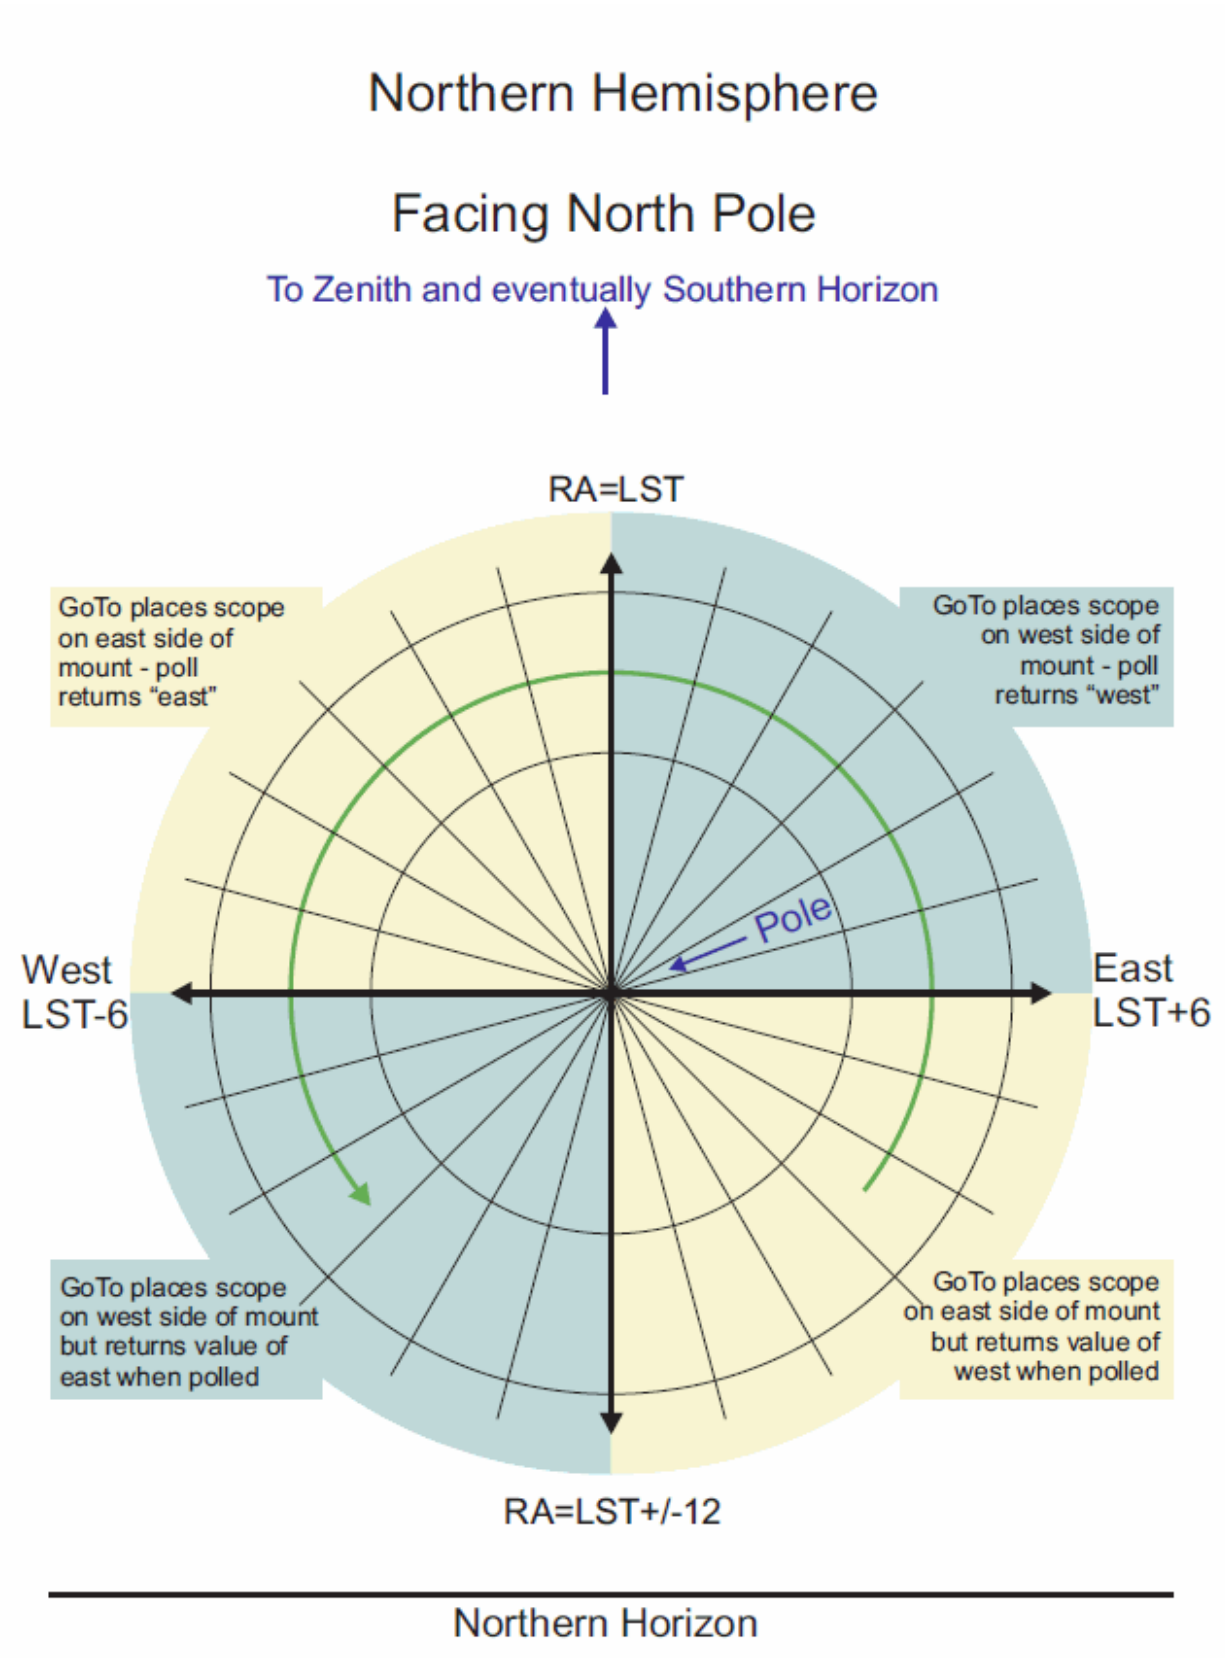 Northern Hemisphere
Facing North Pole
To Zenith and eventually Southern Horizon
RA=LST
GoTo places scope
on east side of
mount - poll
returns “east”
GoTo places scope
on west side of
mount - poll
returns “west”
Pole
West
LST-6
East
LST+6
GoTo places scope
on west side of mount
but returns value of
east when polled
GoTo places scope
on east side of mount
but returns value of
west when polled
RA=LST+/-12
Northern Horizon